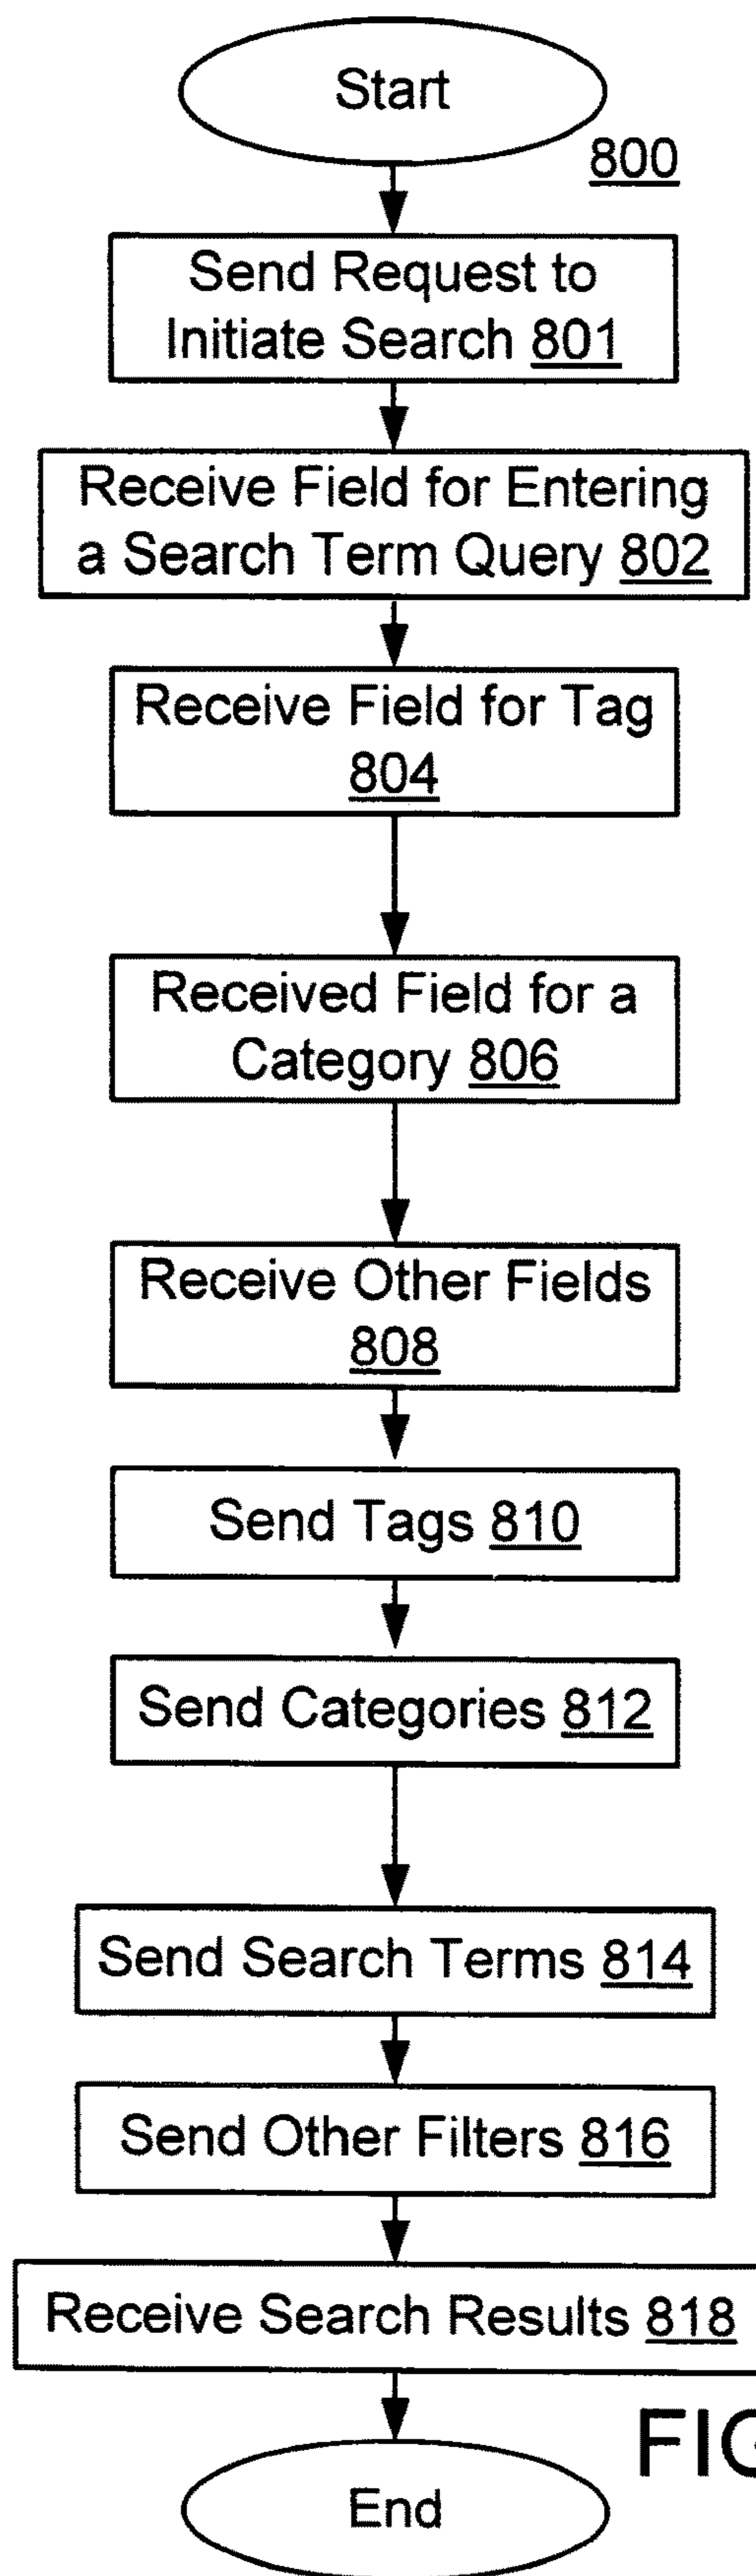 Start
800
Send Request to
Initiate Search 801
Receive Field for Entering
a Search Term Query 802
Receive Field for Tag
804
Received Field for a
Category 806
Receive Other Fields
808
Send Tags 810
Send Categories 812
Send Search Terms 814
Send Other Filters 816
Receive Search Results 818
End